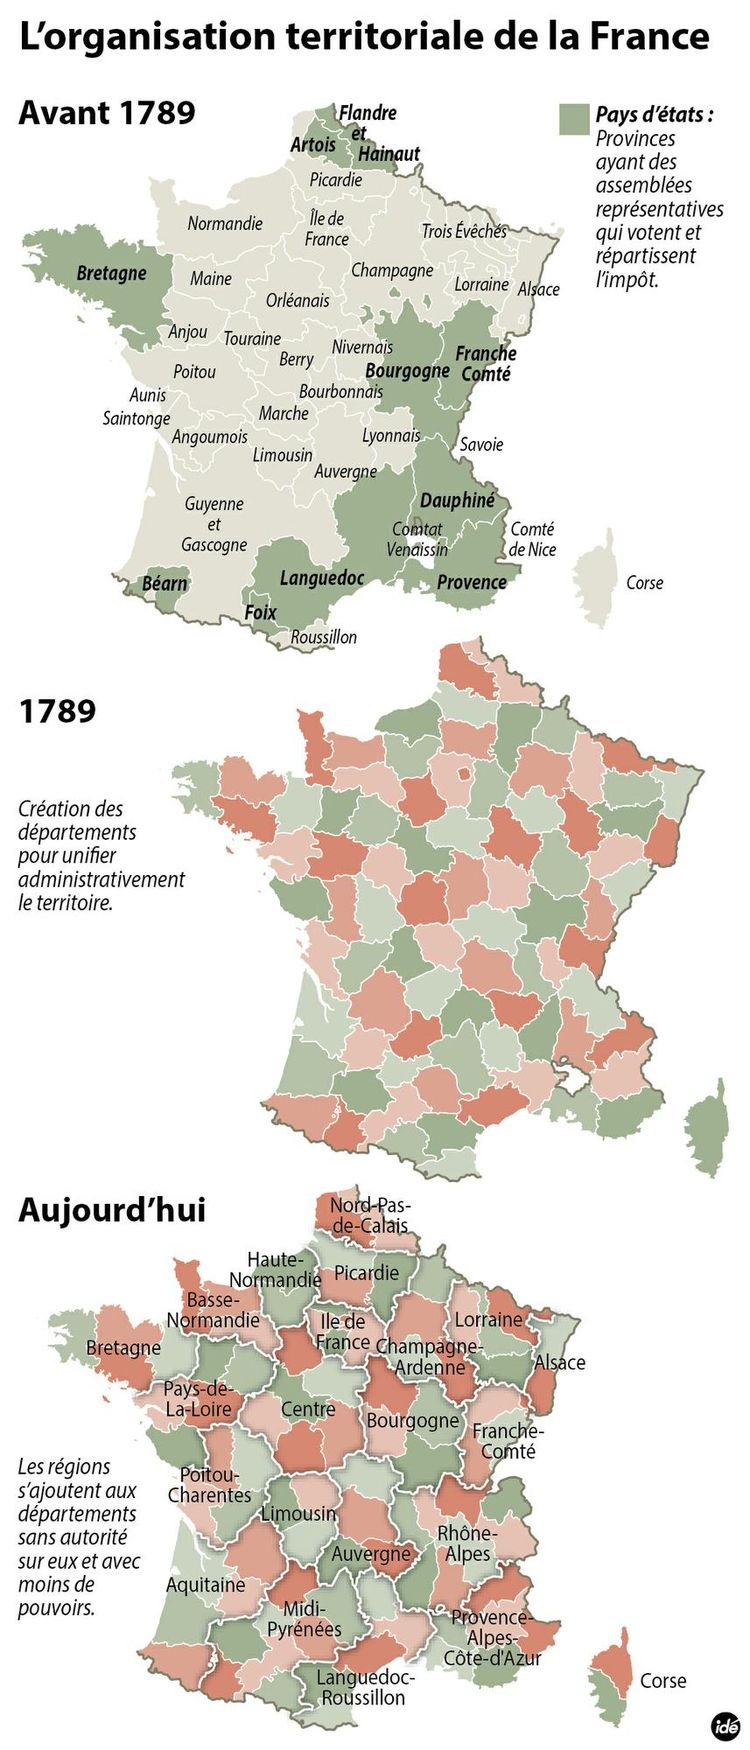 L’organisation territoriale de la France
Avant 1789
Pays d’états :
Provinces
ayant des
assemblées
représentatives
qui votent et
répartissent
l’impôt.
Flandre
et
Hainaut
Artois
Picardie
Normandie
Île de
France
Trois Évêchés
Bretagne
Maine
Champagne
Lorraine
Alsace
Orléanais
Anjou
Touraine
Nivernais
Berry
Bourgogne
Franche
Comté
Poitou
Bourbonnais
Aunis
Saintonge
Marche
Angoumois
Lyonnais
Savoie
Limousin
Auvergne
Guyenne
et
Gascogne
Dauphiné
Comtat
Venaissin
Comté
de Nice
Béarn
Languedoc
Provence
Corse
Foix
Roussillon
1789
Création des
départements
pour unifier
administrativement
le territoire.
Aujourd’hui
Nord-Pas-
de-Calais
Haute-
Normandie
Picardie
Basse-
Normandie
Ile de
France
Lorraine
Bretagne
Champagne-
Ardenne
Alsace
Pays-de-
La-Loire
Centre
Bourgogne
Franche-
Comté
Les régions
s’ajoutent aux
départements
sans autorité
sur eux et avec
moins de
pouvoirs.
Poitou-
Charentes
Limousin
Rhône-
Alpes
Auvergne
Aquitaine
Midi-
Pyrénées
Provence-
Alpes-
Côte-d'Azur
Languedoc-
Roussillon
Corse
idé